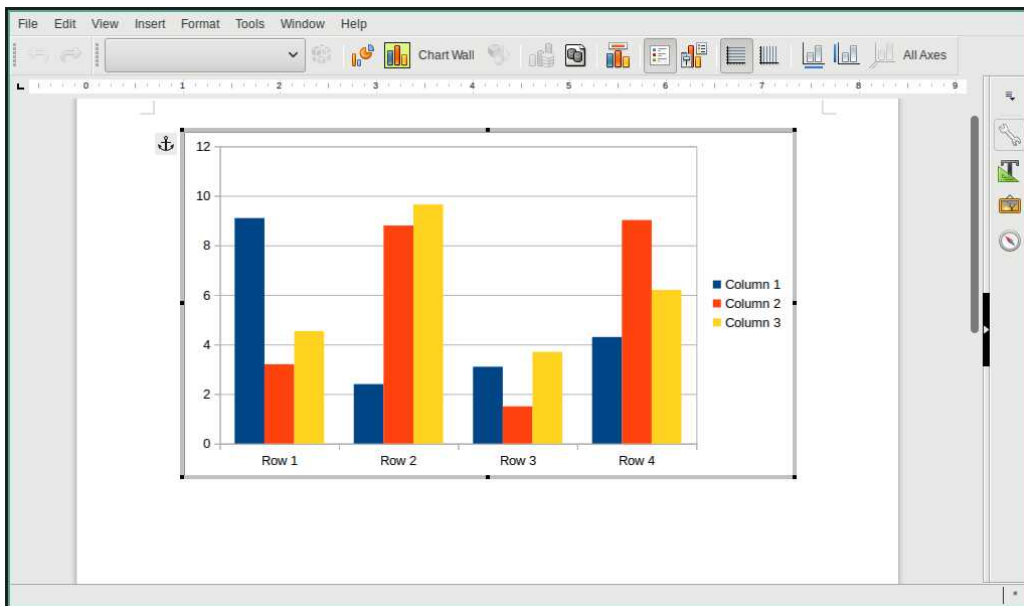 File Edit View Insert Format Tools Window Help
Chart Wall All Axes
0 1 2 3 4 5 6 7 8 9
12
10
8
6
4
2
0
Row 1 Row 2 Row 3 Row 4
Column 1
Column 2
Column 3